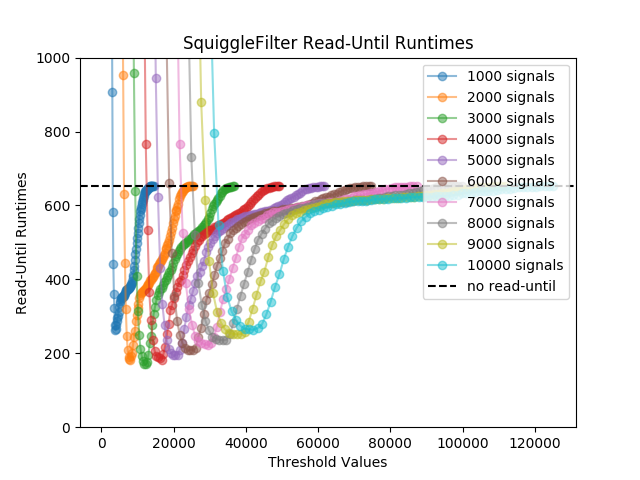 SquiggleFilter Read-Until Runtimes
1000
800
600
400
200
0
Read-Until Runtimes
0 20000 40000 60000 80000 100000 120000
Threshold Values
1000 signals
2000 signals
3000 signals
4000 signals
5000 signals
6000 signals
7000 signals
8000 signals
9000 signals
10000 signals
no read-until